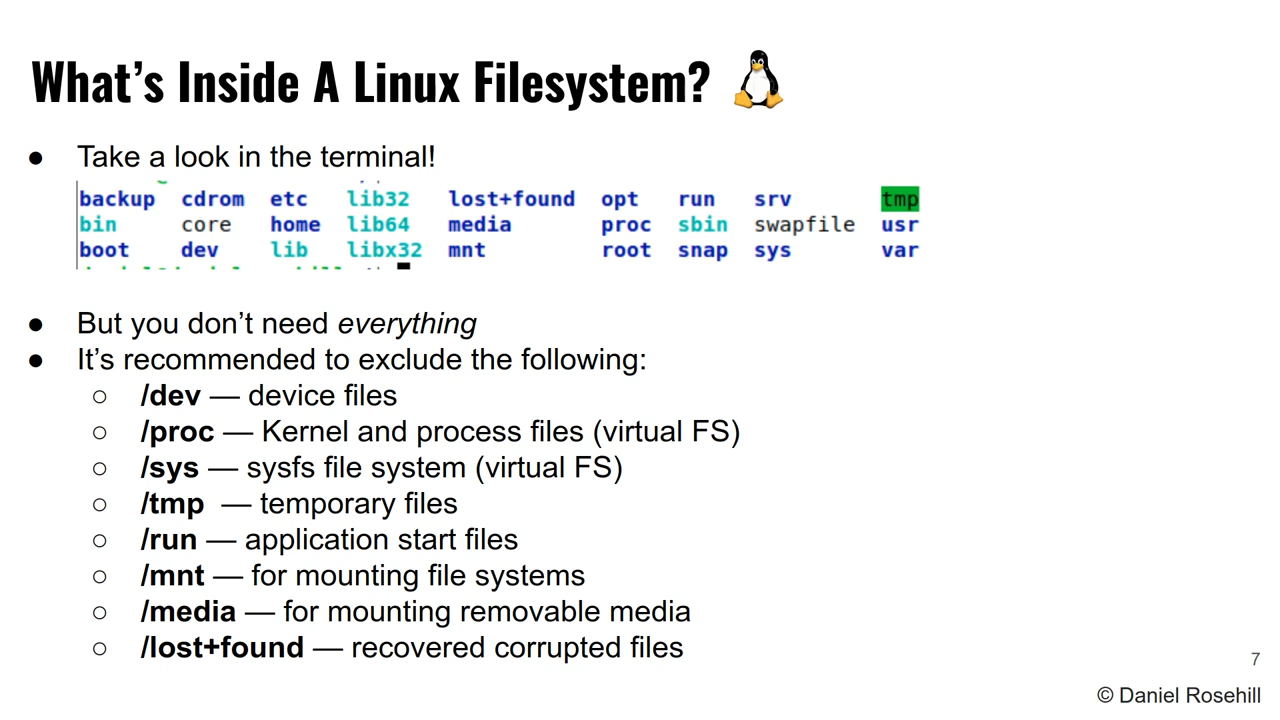 What's Inside A Linux Filesystem? 🐧
● Take a look in the terminal!
backup cdrom etc lib32 lost+found opt run srv tmp
bin core home lib64 media proc sbin swapfile usr
boot dev lib libx32 mnt root snap sys var
● But you don't need everything
● It's recommended to exclude the following:
○ /dev — device files
○ /proc — Kernel and process files (virtual FS)
○ /sys — sysfs file system (virtual FS)
○ /tmp — temporary files
○ /run — application start files
○ /mnt — for mounting file systems
○ /media — for mounting removable media
○ /lost+found — recovered corrupted files
7
© Daniel Rosehill